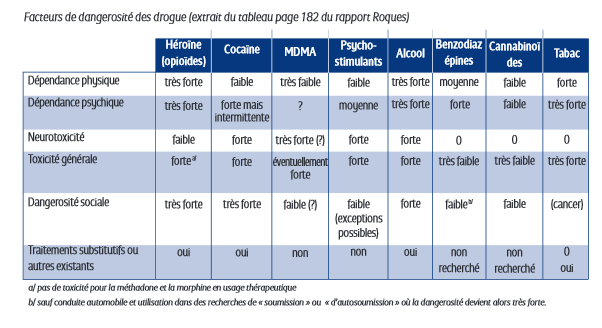 Facteurs de dangerosité des drogue (extrait du tableau page 182 du rapport Roques)
Héroïne (opioïdes) Cocaïne MDMA Psycho-stimulants Alcool Benzodiaz épines Cannabinoï des Tabac
Dépendance physique très forte faible très faible faible très forte moyenne faible forte
Dépendance psychique très forte forte mais intermittente ? moyenne très forte forte faible très forte
Neurotoxicité faible forte très forte (?) forte forte 0 0 0
Toxicité générale forte a/ forte éventuellement forte forte forte très faible très faible très forte
Dangerosité sociale très forte très forte faible (?) faible (exceptions possibles) forte faible b/ faible (cancer)
Traitements substitutifs ou autres existants oui oui non non oui non recherché non recherché 0 oui
a/ pas de toxicité pour la méthadone et la morphine en usage thérapeutique
b/ sauf conduite automobile et utilisation dans des recherches de « soumission » ou « d'autosoumission » où la dangerosité devient alors très forte.